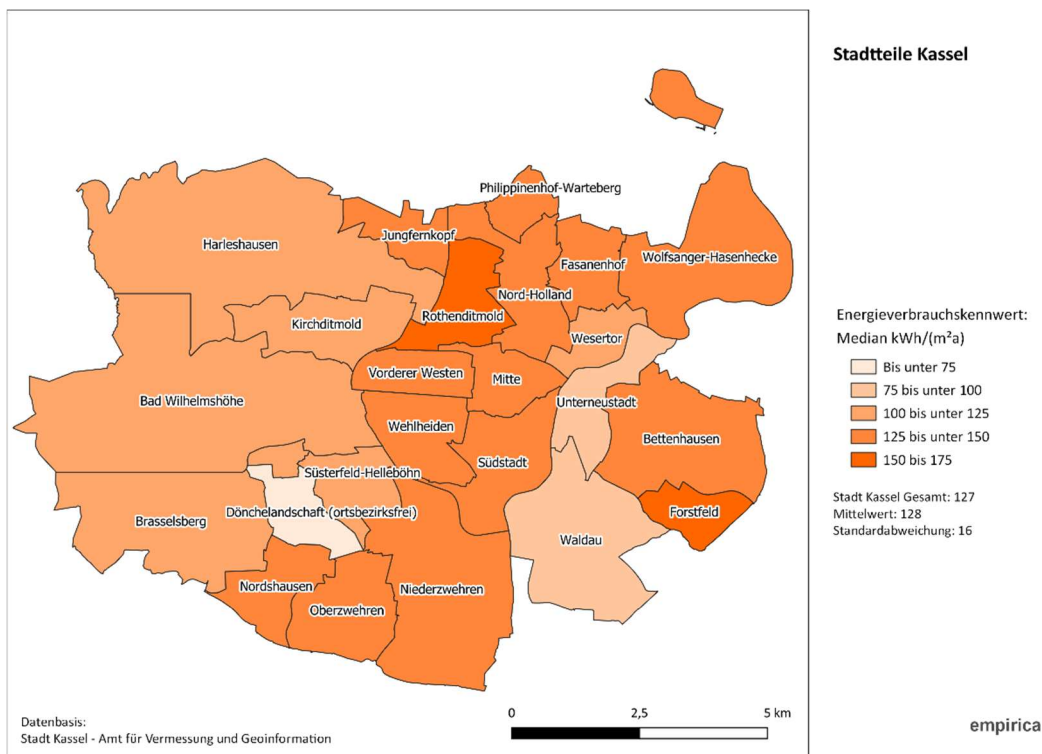 Stadtteile Kassel
Philippinenhof-Warteberg
Jungfernkopf
Harleshausen
Fasanenhof
Wolfsanger-Hasenhecke
Nord-Holland
Rothenditmold
Kirchditmold
Wesertor
Vorderer Westen
Mitte
Bad Wilhelmshöhe
Unterneustadt
Wehlheiden
Bettenhausen
Südstadt
Süsterfeld-Helleböhn
Dönchelandschaft (ortsbezirksfrei)
Forstfeld
Brasselsberg
Waldau
Nordshausen
Niederzwehren
Oberzwehren
Energieverbrauchskennwert:
Median kWh/(m²a)
Bis unter 75
75 bis unter 100
100 bis unter 125
125 bis unter 150
150 bis 175
Stadt Kassel Gesamt: 127
Mittelwert: 128
Standardabweichung: 16
0 2,5 5 km
Datenbasis:
Stadt Kassel - Amt für Vermessung und Geoinformation
empirica